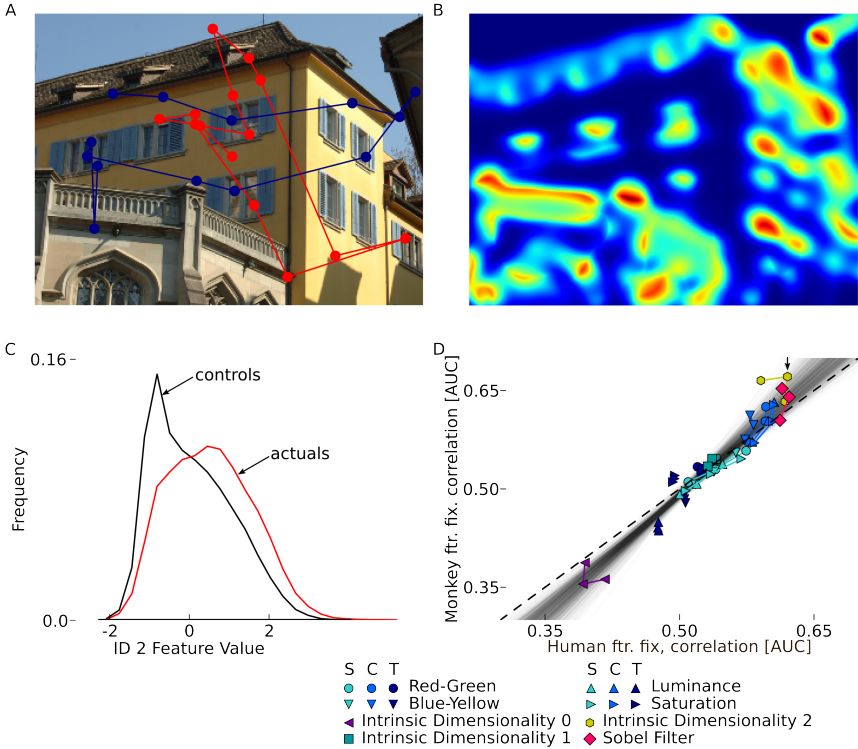 A
B
C
0.16
controls
actuals
Frequency
0.0
-2
0
2
ID 2 Feature Value
D
Monkey ftr. fix. correlation [AUC]
0.65
0.50
0.35
0.35
0.50
0.65
Human ftr. fix, correlation [AUC]
S C T
Red-Green
Blue-Yellow
Intrinsic Dimensionality 0
Intrinsic Dimensionality 1
S C T
Luminance
Saturation
Intrinsic Dimensionality 2
Sobel Filter